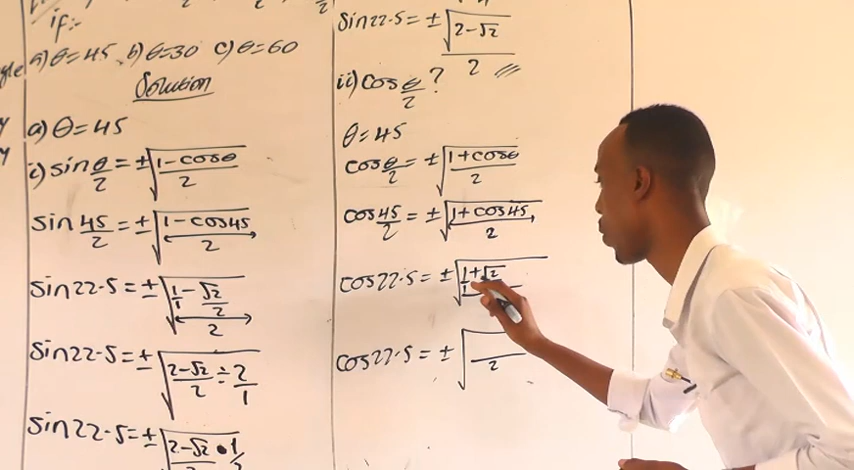 if:-
a) θ=45 b) θ=30 c) θ=60
Solution
a) θ=45
i) sin θ/2 = ±√(1-cosθ)/2
sin 45/2 = ±√(1-cos45)/2
sin22.5 = ±√(1/1 - √2/2)/2
sin22.5 = ±√(2-√2)/2 ÷ 2/1
sin22.5 = ±√(2-√2)/2 • 1/2
sin22.5 = ±√(2-√2)/2
ii) cos θ/2 ?
θ=45
cos θ/2 = ±√(1+cosθ)/2
cos 45/2 = ±√(1+cos45)/2
cos22.5 = ±√1/1+√2
cos22.5 = ±√ /2